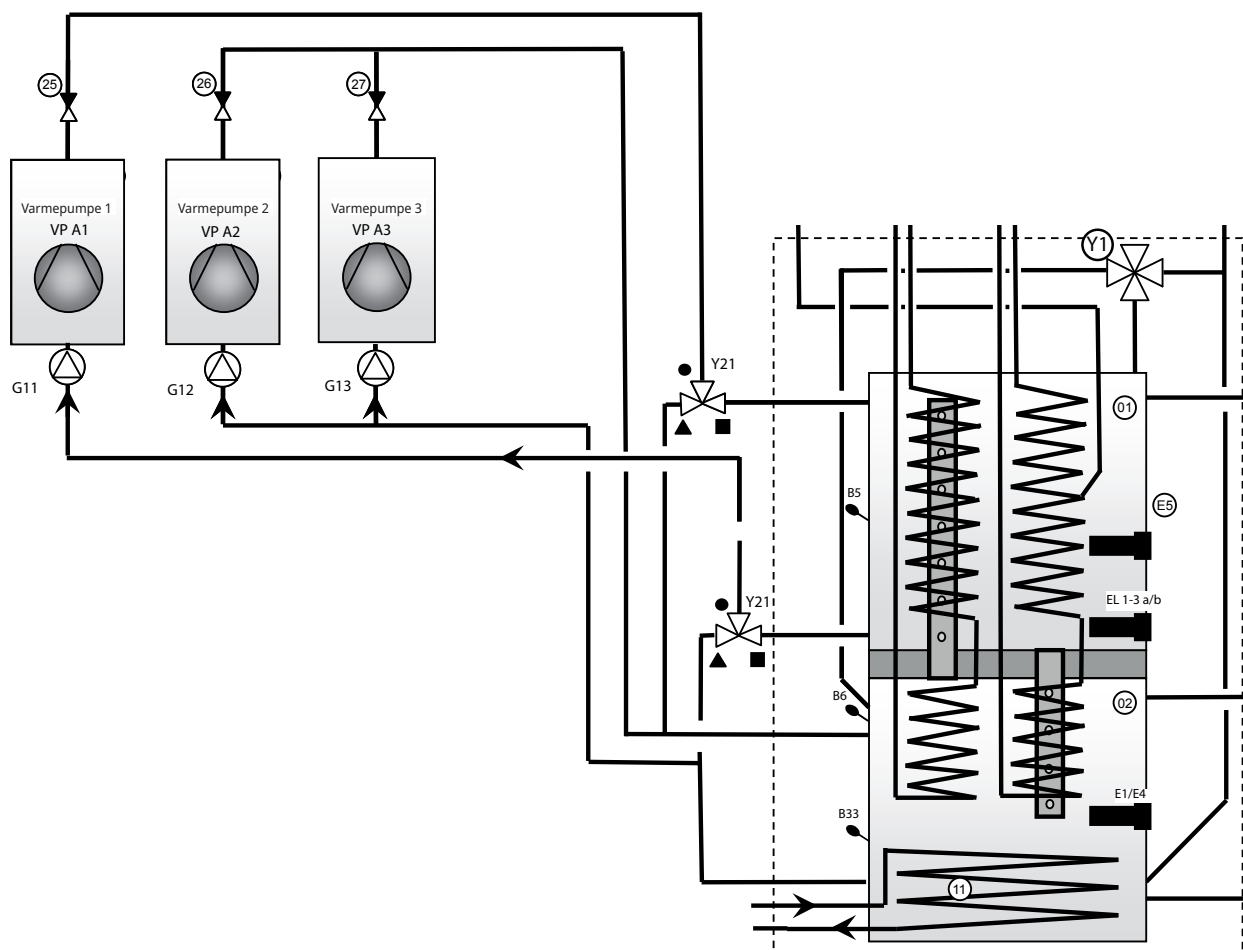 25
26
27
Varmepumpe 1
VP A1
Varmepumpe 2
VP A2
Varmepumpe 3
VP A3
G11
G12
G13
Y1
Y21
01
B5
E5
EL 1-3 a/b
Y21
B6
02
E1/E4
B33
11